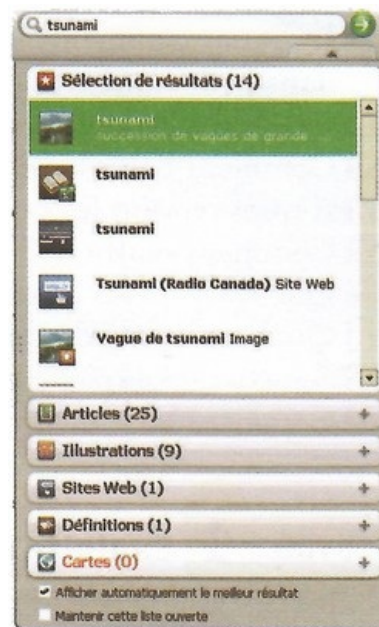 tsunami
Sélection de résultats (14)
tsunami
succession de vagues de grande ...
tsunami
tsunami
Tsunami (Radio Canada) Site Web
Vague de tsunami Image
Articles (25)
Illustrations (9)
Sites Web (1)
Définitions (1)
Cartes (0)
Afficher automatiquement le meilleur résultat
Maintenir cette liste ouverte